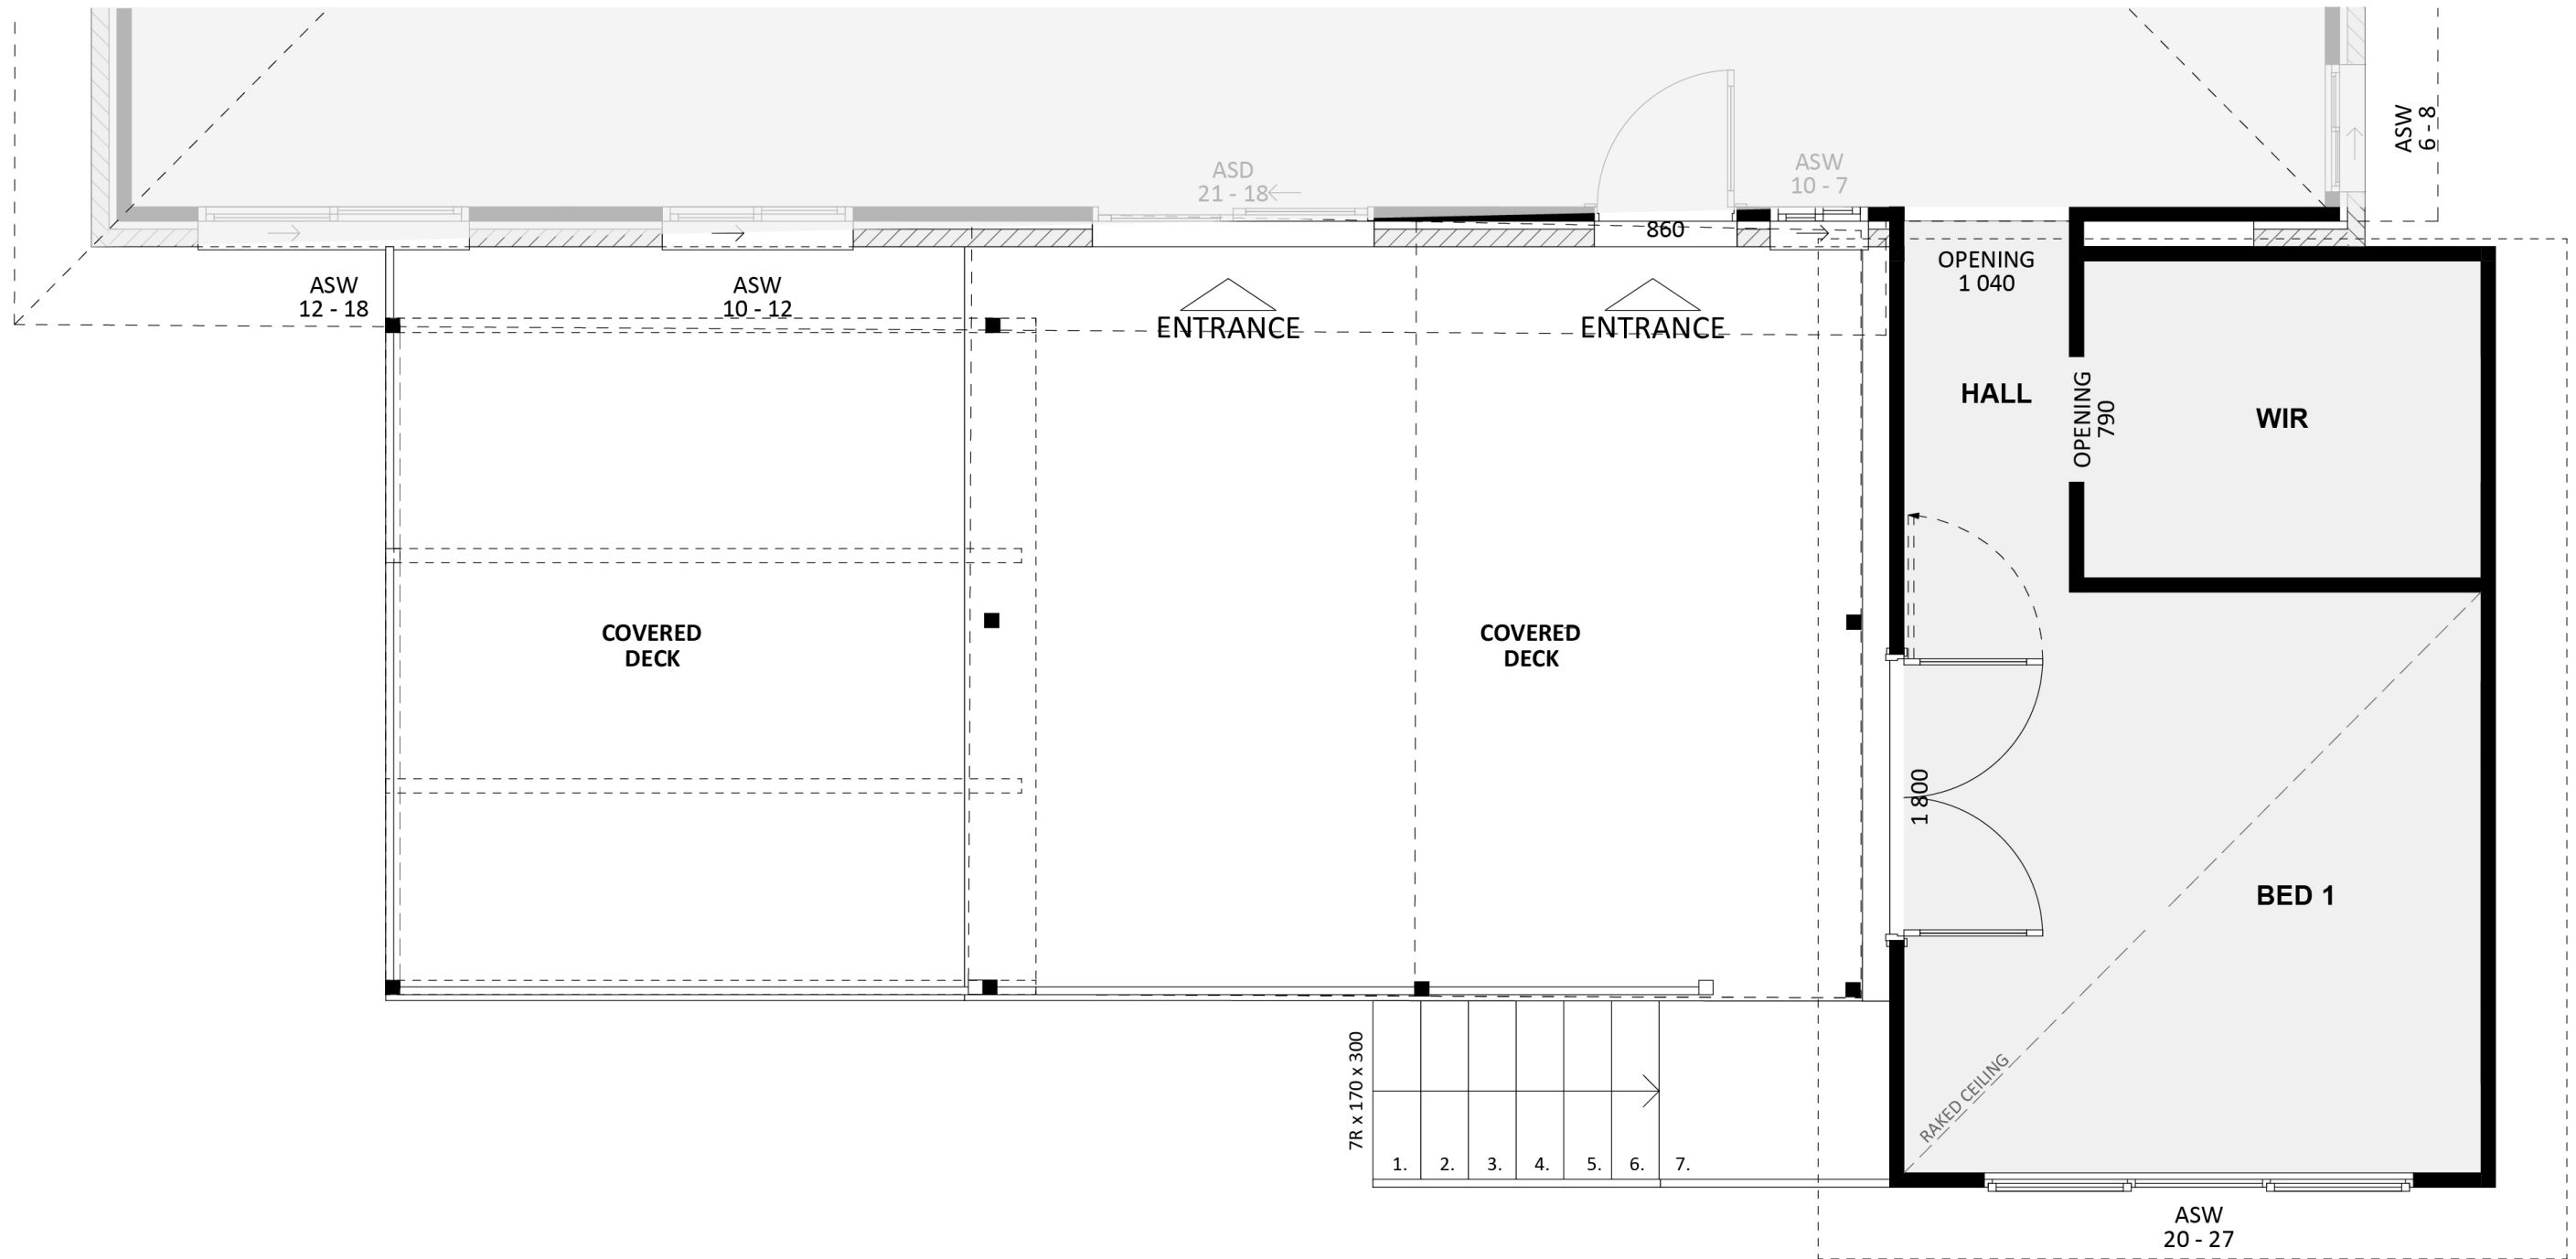 ASW
6 - 8
ASD
21 - 18
ASW
10 - 7
860
OPENING
1 040
ASW
12 - 18
ASW
10 - 12
ENTRANCE
ENTRANCE
HALL
OPENING
790
WIR
COVERED
DECK
COVERED
DECK
1 800
BED 1
RAKED CEILING
7R x 170 x 300
1. 2. 3. 4. 5. 6. 7.
ASW
20 - 27